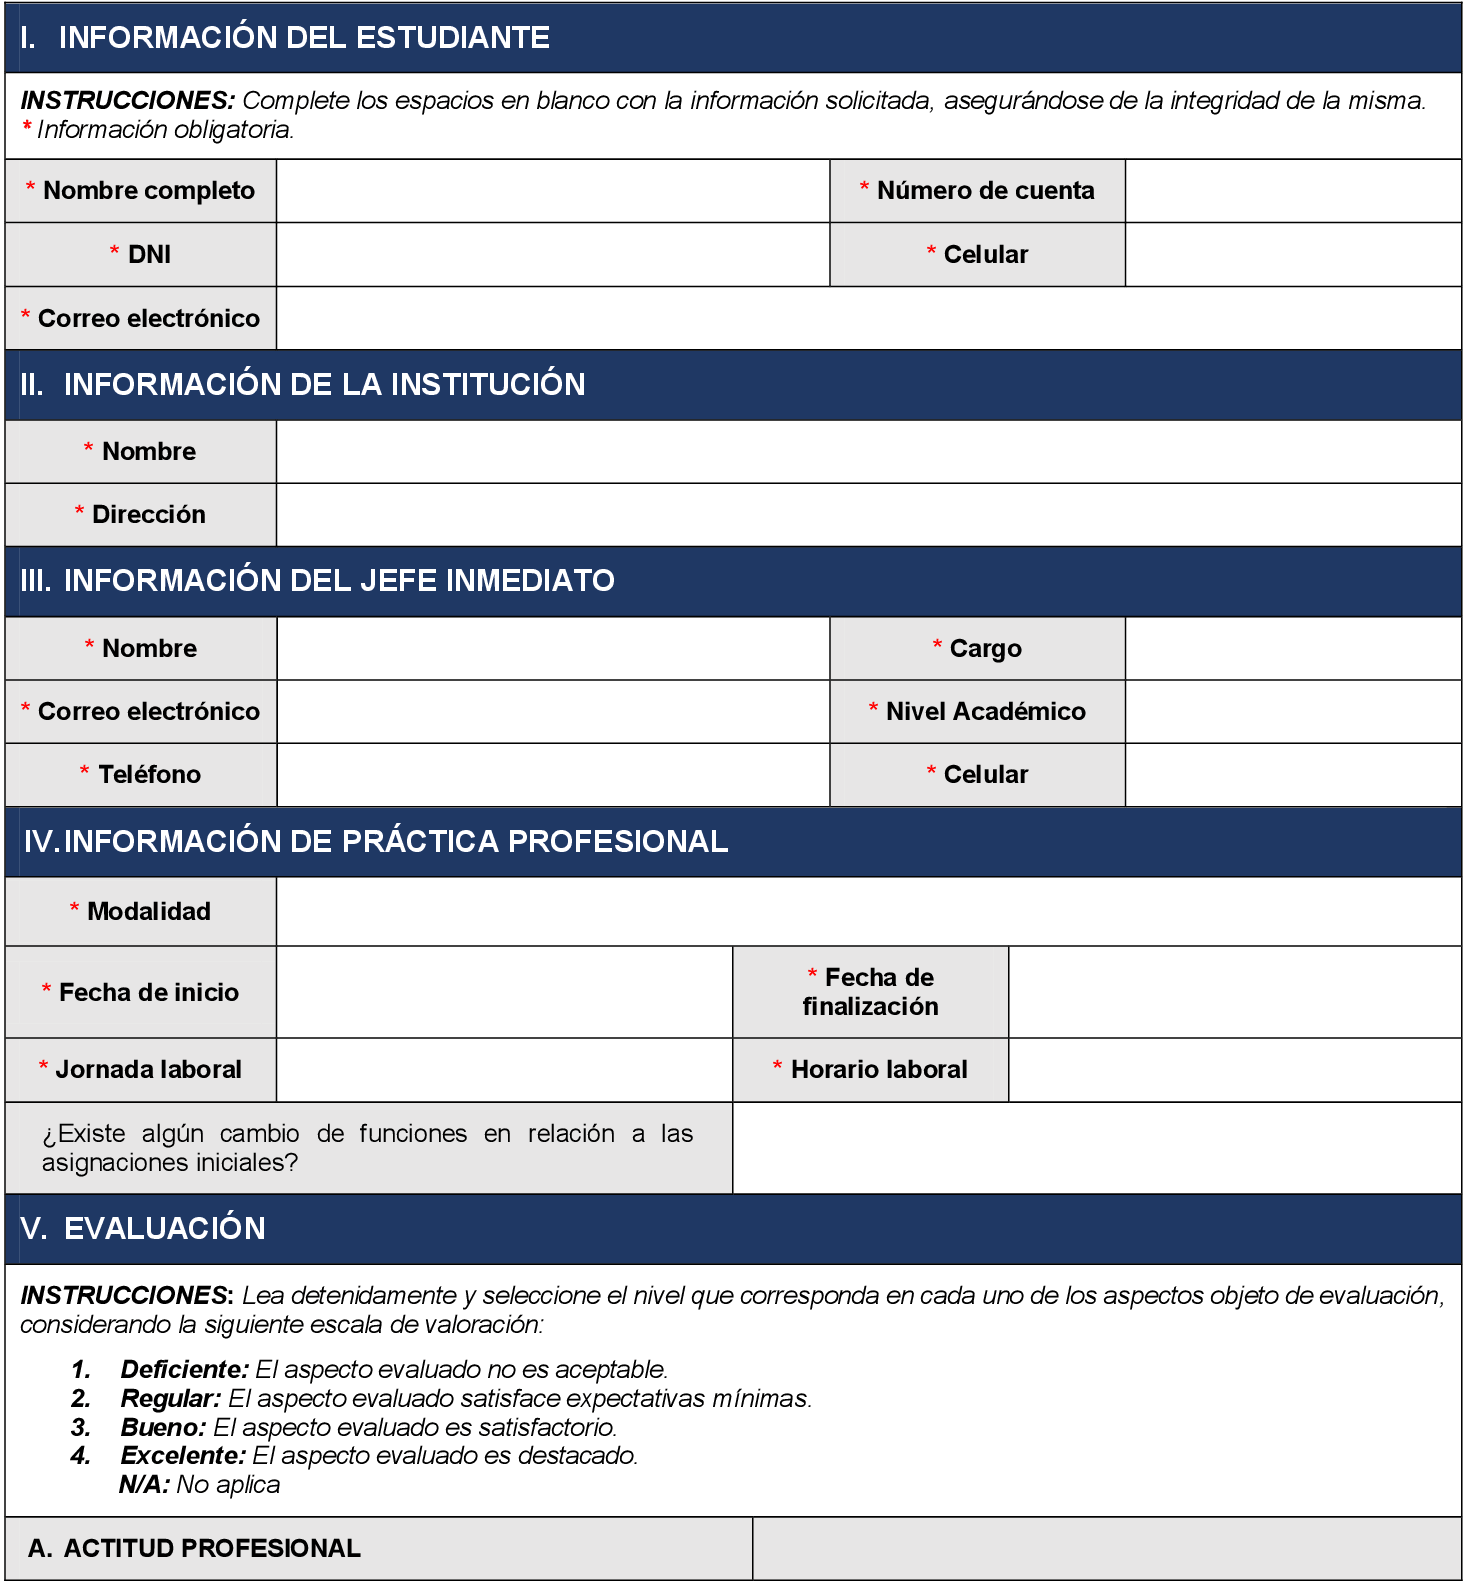 I. INFORMACIÓN DEL ESTUDIANTE
INSTRUCCIONES: Complete los espacios en blanco con la información solicitada, asegurándose de la integridad de la misma.
* Información obligatoria.
* Nombre completo
* Número de cuenta
* DNI
* Celular
* Correo electrónico
II. INFORMACIÓN DE LA INSTITUCIÓN
* Nombre
* Dirección
III. INFORMACIÓN DEL JEFE INMEDIATO
* Nombre
* Cargo
* Correo electrónico
* Nivel Académico
* Teléfono
* Celular
IV. INFORMACIÓN DE PRÁCTICA PROFESIONAL
* Modalidad
* Fecha de inicio
* Fecha de
finalización
* Jornada laboral
* Horario laboral
¿Existe algún cambio de funciones en relación a las
asignaciones iniciales?
V. EVALUACIÓN
INSTRUCCIONES: Lea detenidamente y seleccione el nivel que corresponda en cada uno de los aspectos objeto de evaluación,
considerando la siguiente escala de valoración:
1. Deficiente: El aspecto evaluado no es aceptable.
2. Regular: El aspecto evaluado satisface expectativas mínimas.
3. Bueno: El aspecto evaluado es satisfactorio.
4. Excelente: El aspecto evaluado es destacado.
N/A: No aplica
A. ACTITUD PROFESIONAL